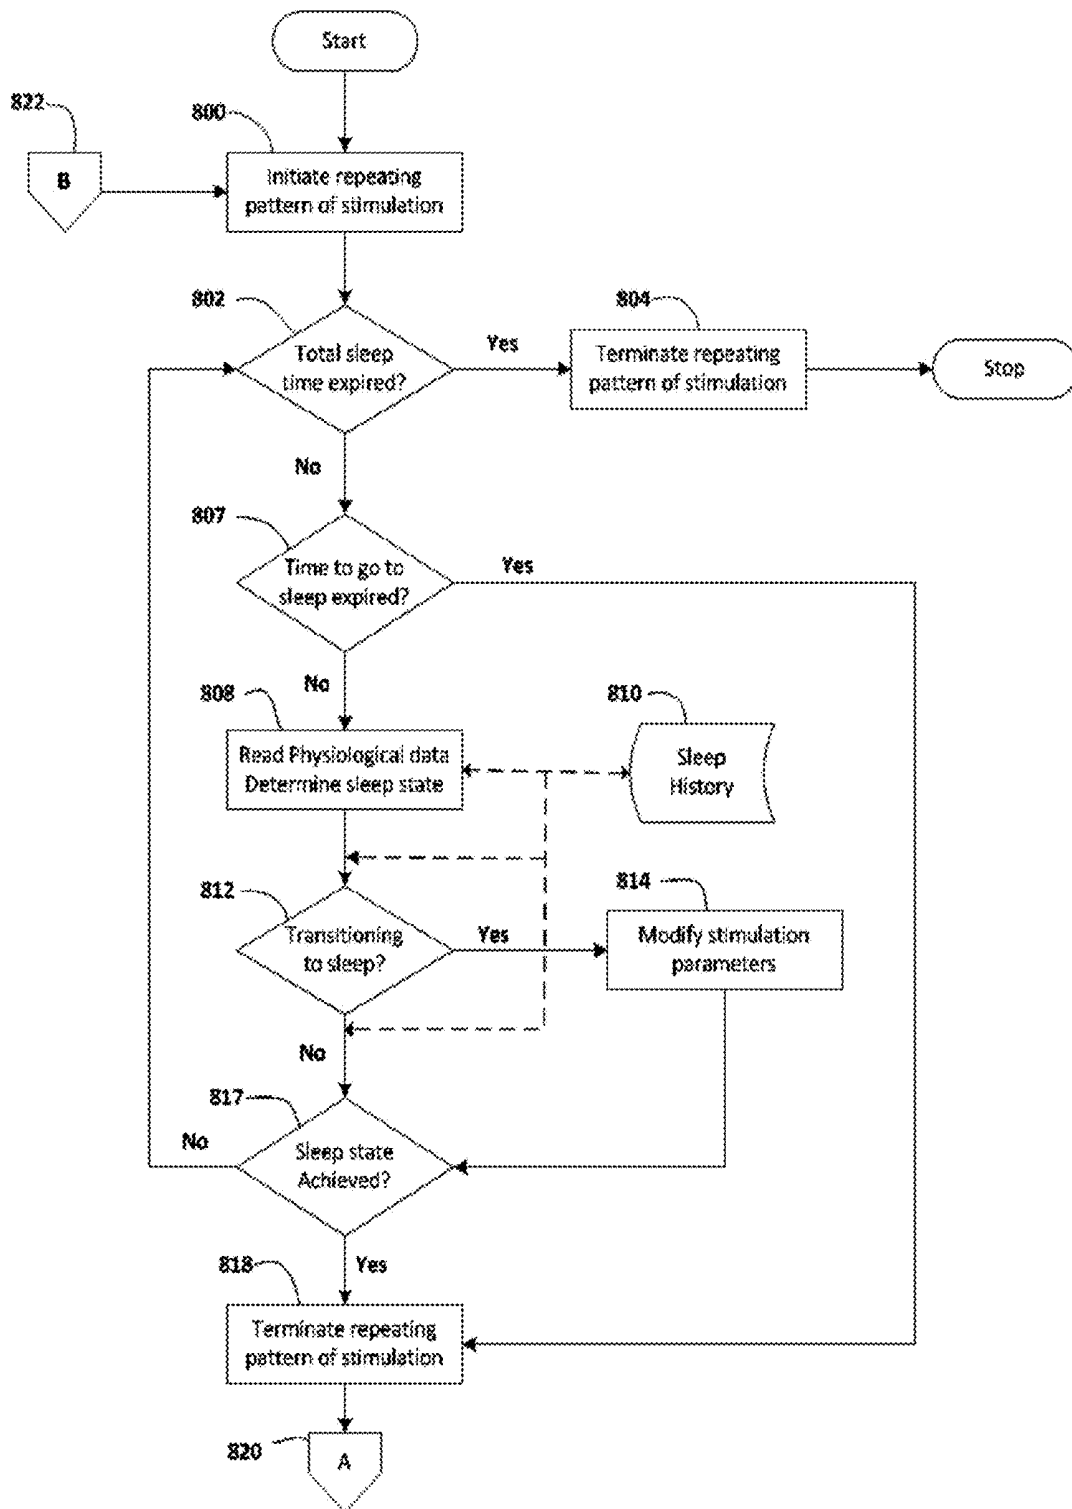 Start
822
800
B
Initiate repeating
pattern of stimulation
802
804
Total sleep
time expired?
Yes
Terminate repeating
pattern of stimulation
Stop
No
807
Time to go to
sleep expired?
Yes
No
808
810
Read Physiological data
Determine sleep state
Sleep
History
812
814
Transitioning
to sleep?
Yes
Modify stimulation
parameters
No
817
No
Sleep state
Achieved?
Yes
818
Terminate repeating
pattern of stimulation
820
A